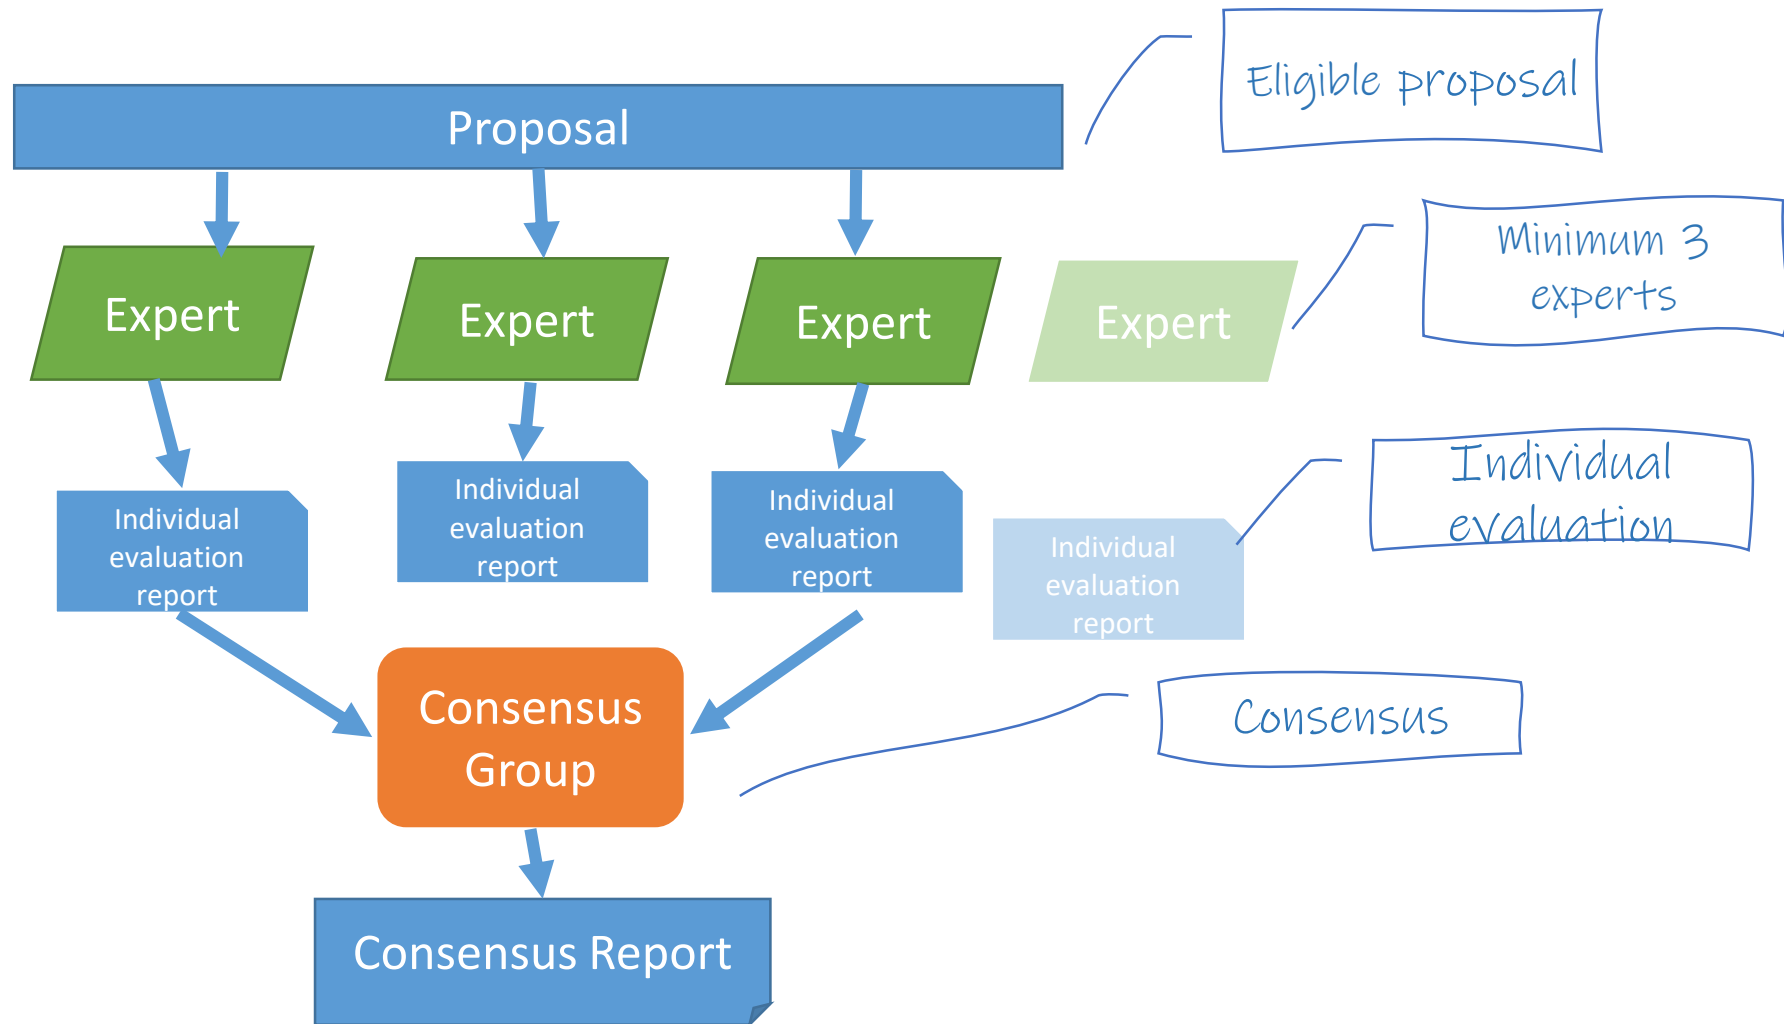 Eligible proposal
Proposal
Minimum 3
experts
Expert
Expert
Expert
Expert
Individual
evaluation
Individual
evaluation
report
Individual
evaluation
report
Individual
evaluation
report
Individual
evaluation
report
Consensus
Group
Consensus
Consensus Report